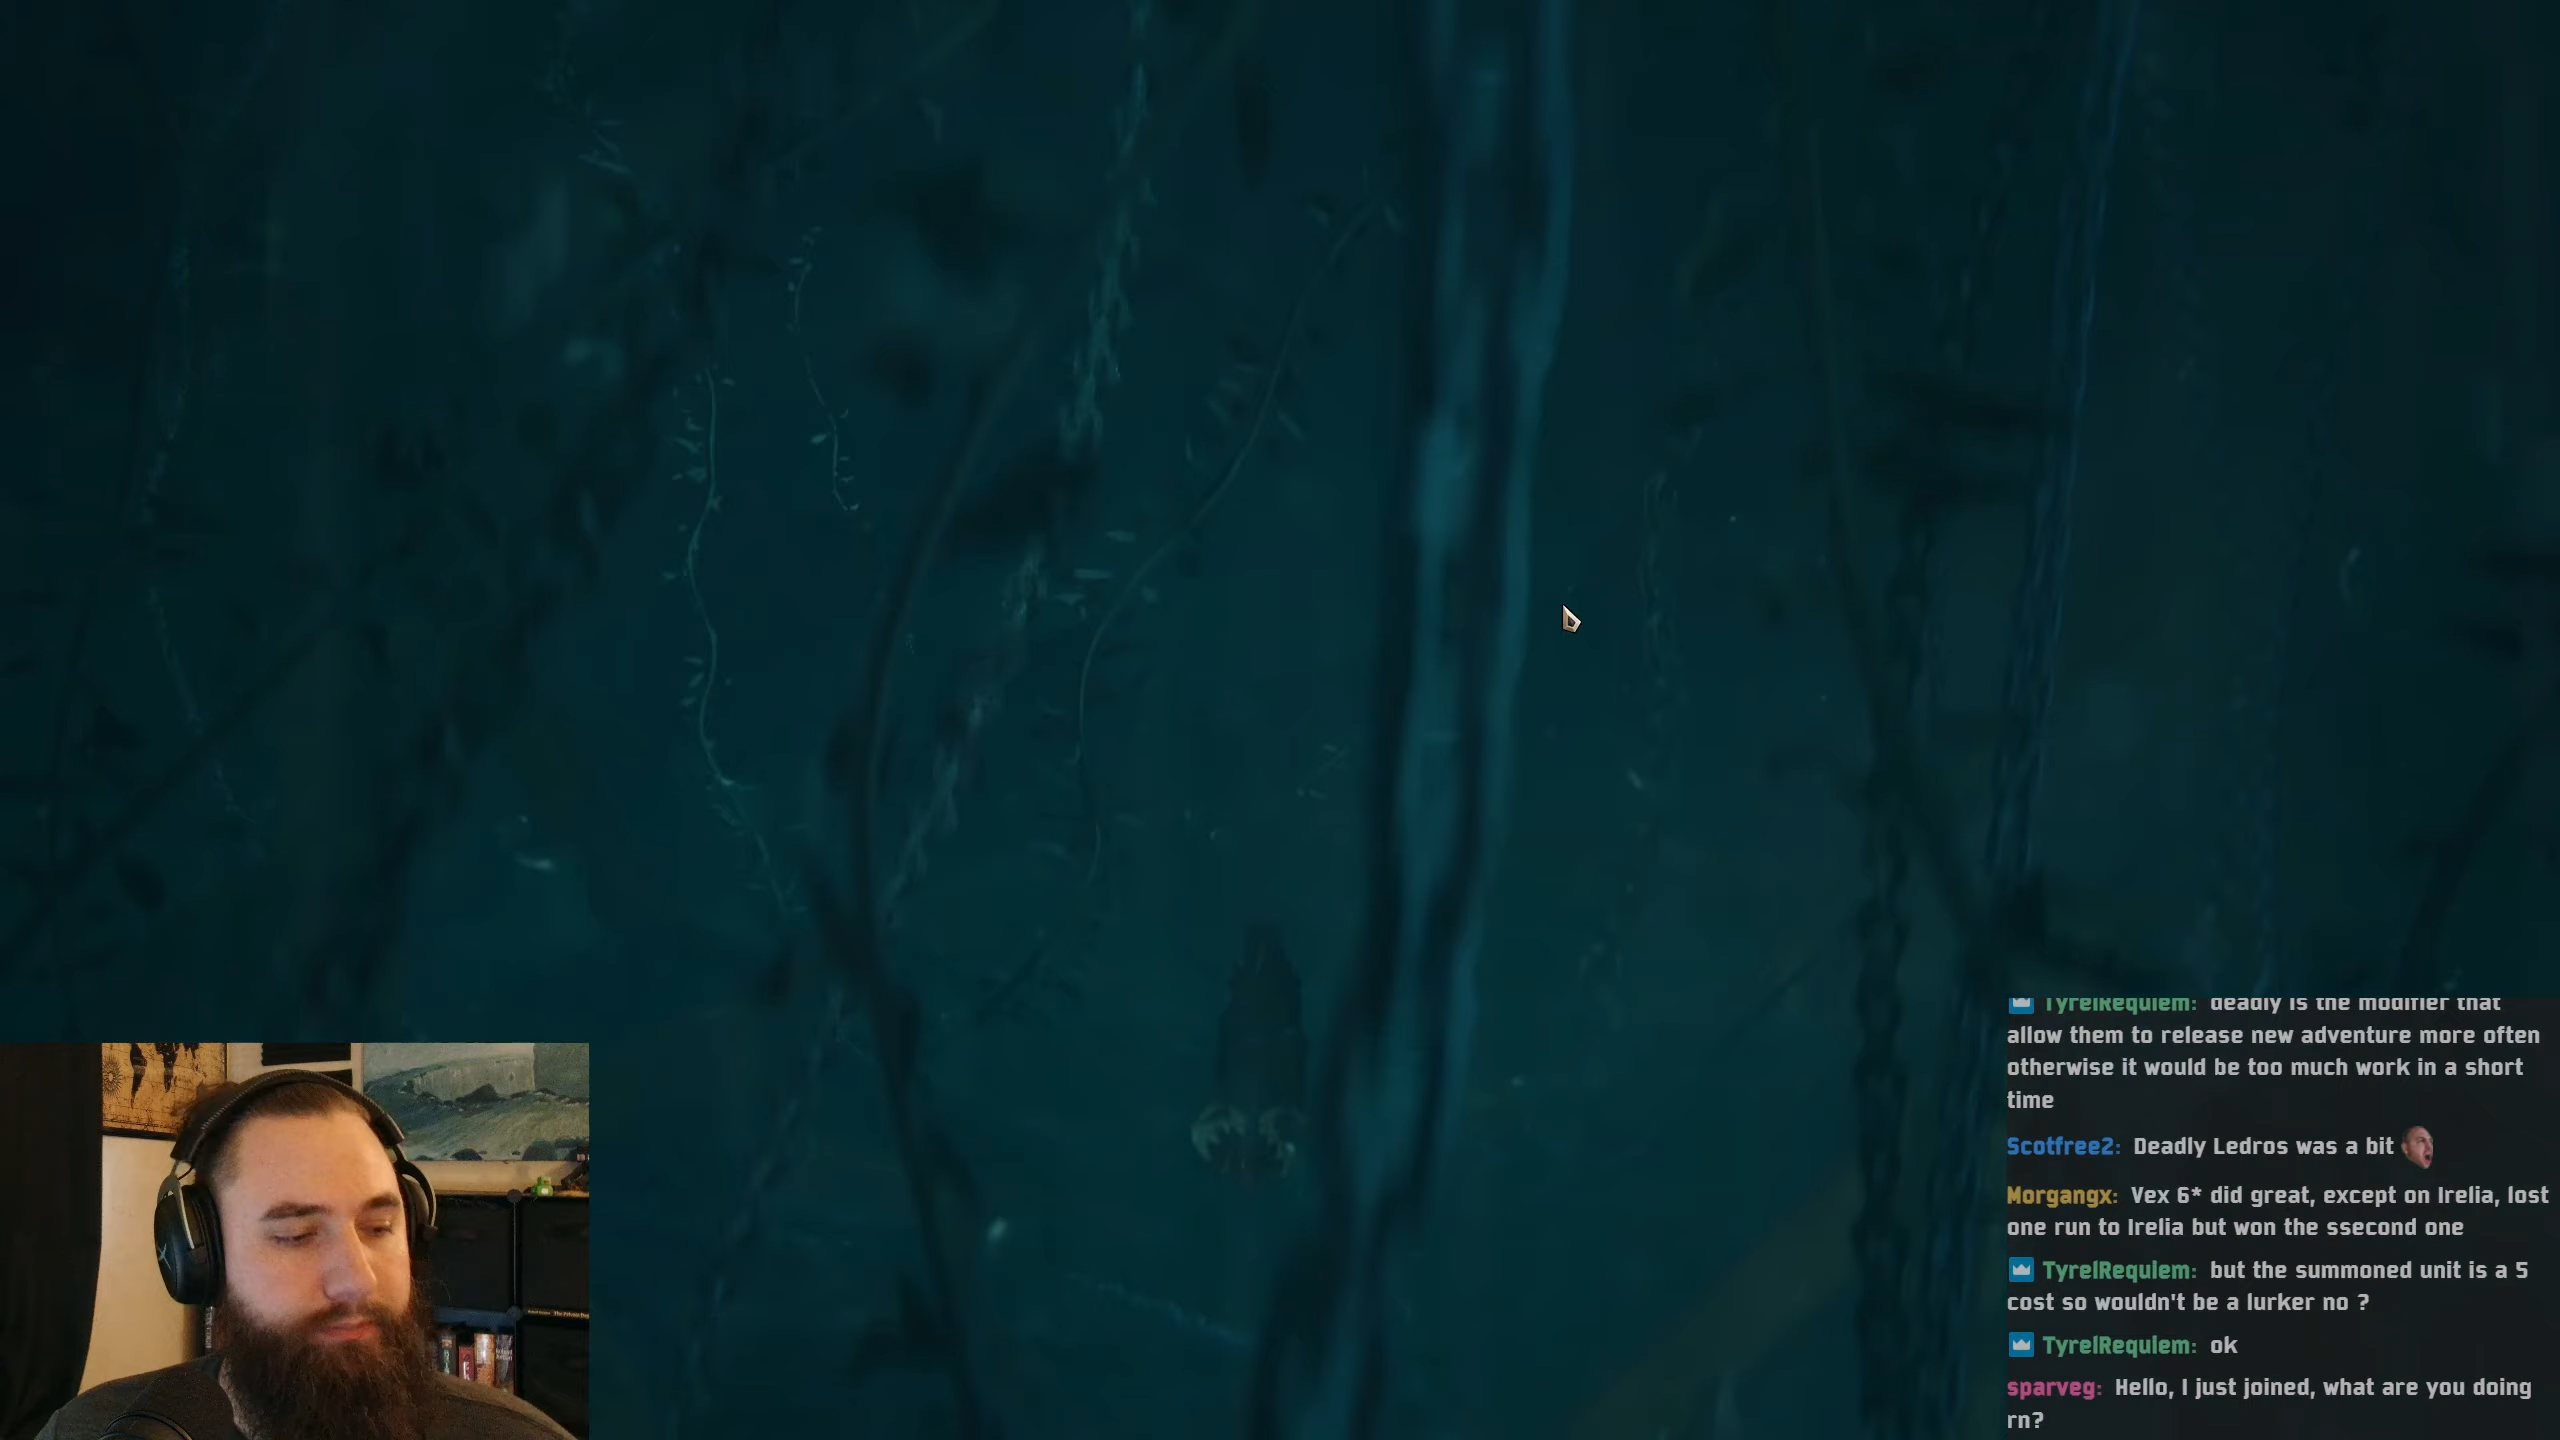 TyrelRequiem: deadly is the modifier that
allow them to release new adventure more often
otherwise it would be too much work in a short
time
Scotfree2: Deadly Ledros was a bit
Morgangx: Vex 6* did great, except on Irelia, lost
one run to Irelia but won the ssecond one
TyrelRequiem: but the summoned unit is a 5
cost so wouldn't be a lurker no ?
TyrelRequiem: ok
sparveg: Hello, I just joined, what are you doing
rn?